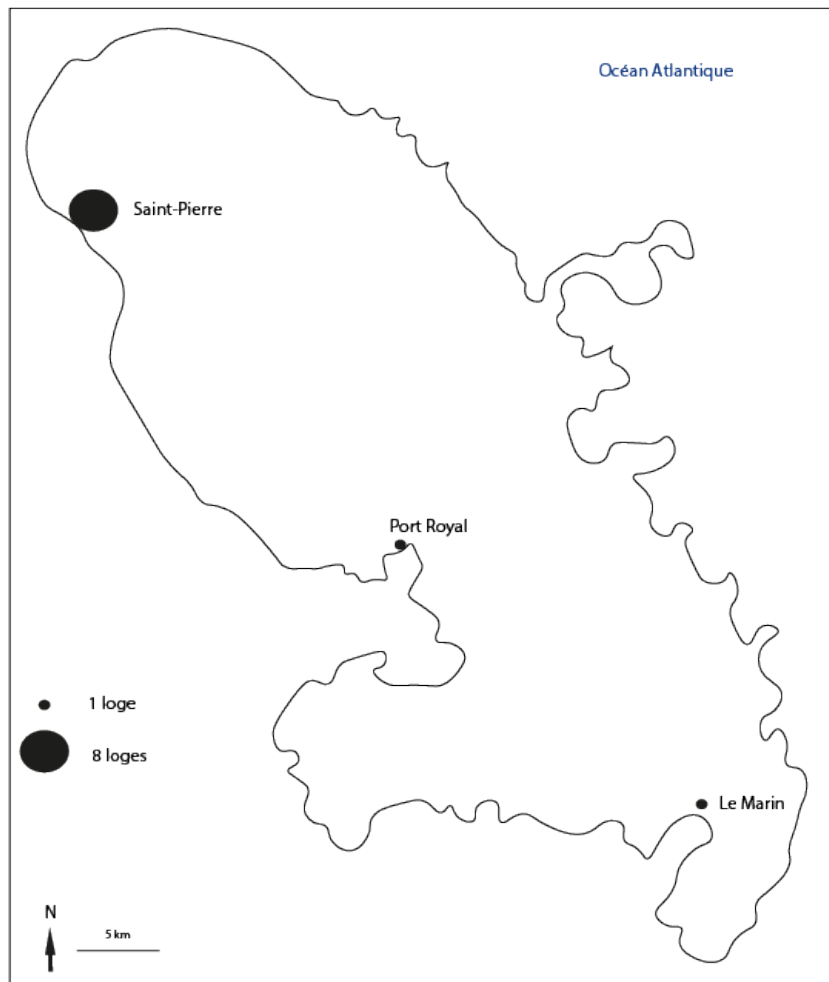 Océan Atlantique
Saint-Pierre
Port Royal
1 loge
8 loges
Le Marin
N
5 km